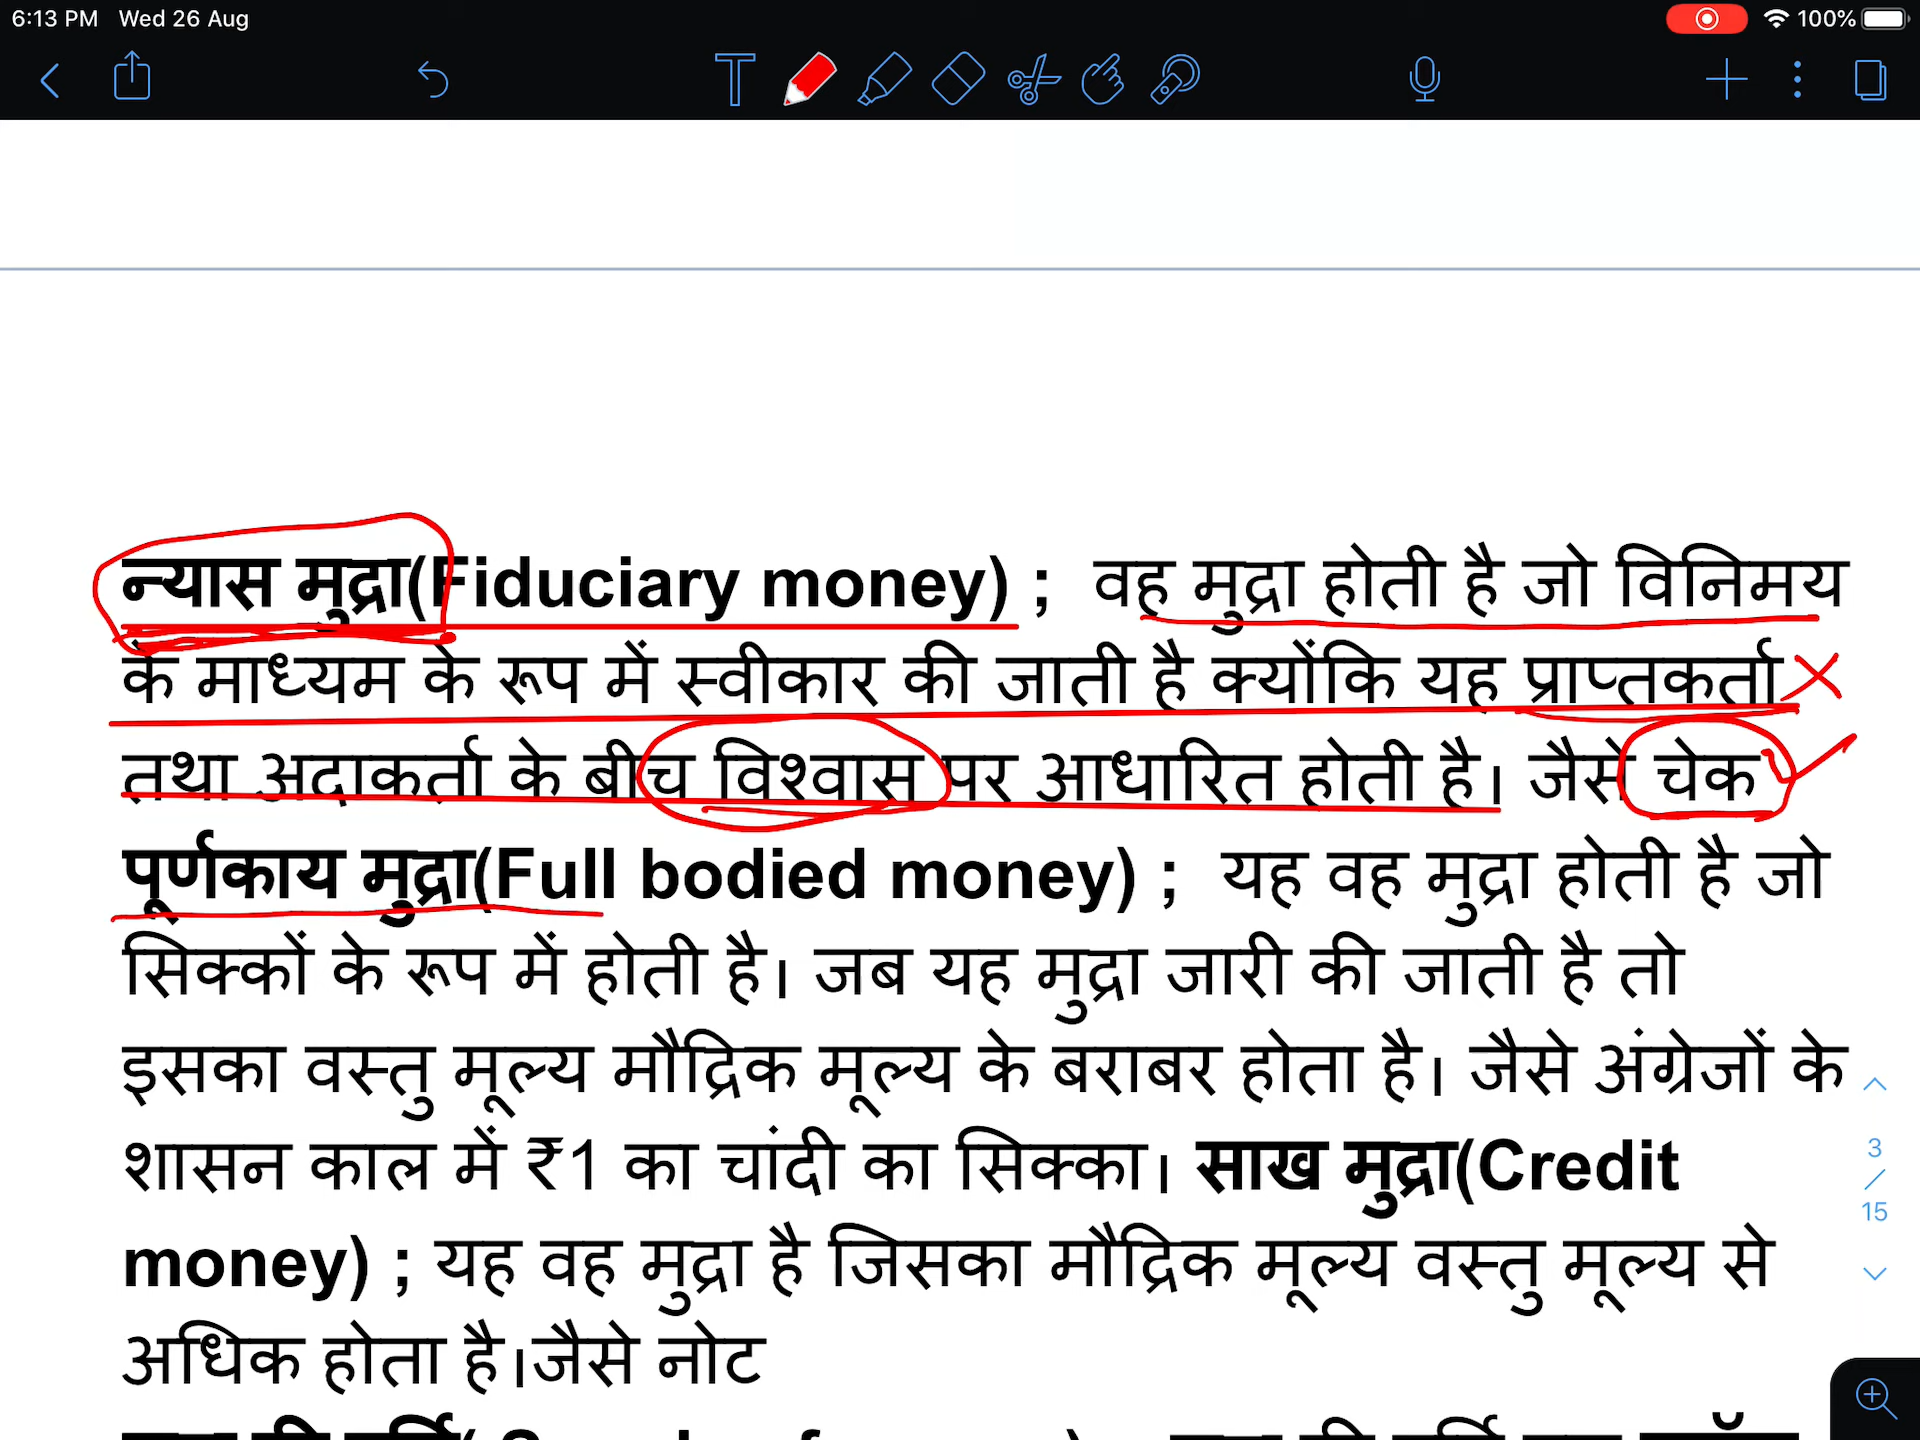 6:13 PM Wed 26 Aug 100%
न्यास मुद्रा(Fiduciary money) ; वह मुद्रा होती है जो विनिमय
के माध्यम के रूप में स्वीकार की जाती है क्योंकि यह प्राप्तकर्ता
तथा अदाकर्ता के बीच विश्वास पर आधारित होती है। जैसे चेक
पूर्णकाय मुद्रा(Full bodied money) ; यह वह मुद्रा होती है जो
सिक्कों के रूप में होती है। जब यह मुद्रा जारी की जाती है तो
इसका वस्तु मूल्य मौद्रिक मूल्य के बराबर होता है। जैसे अंग्रेजों के
शासन काल में ₹1 का चांदी का सिक्का। साख मुद्रा(Credit
money) ; यह वह मुद्रा है जिसका मौद्रिक मूल्य वस्तु मूल्य से
अधिक होता है।जैसे नोट
3
/
15